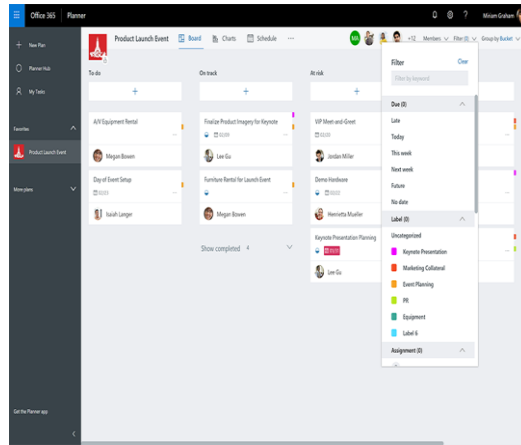 Office 365
Planner
?
Miriam Graham
New Plan
Planner Hub
My Tasks
Favorites
Product Launch Event
More plans
Get the Planner app
Product Launch Event
Board
Charts
Schedule
MA
+12
Members
Filter (0)
Group by Bucket
To do
On track
At risk
A/V Equipment Rental
Megan Bowen
Day of Event Setup
Isaiah Langer
Finalize Product Imagery for Keynote
Lee Gu
Furniture Rental for Launch Event
Megan Bowen
Show completed 4
VIP Meet-and-Greet
Jordan Miller
Demo Hardware
Henrietta Mueller
Keynote Presentation Planning
Lee Gu
Filter
Clear
Filter by keyword
Due (0)
Late
Today
This week
Next week
Future
No date
Label (0)
Uncategorized
Keynote Presentation
Marketing Collateral
Event Planning
PR
Equipment
Label 6
Assignment (0)